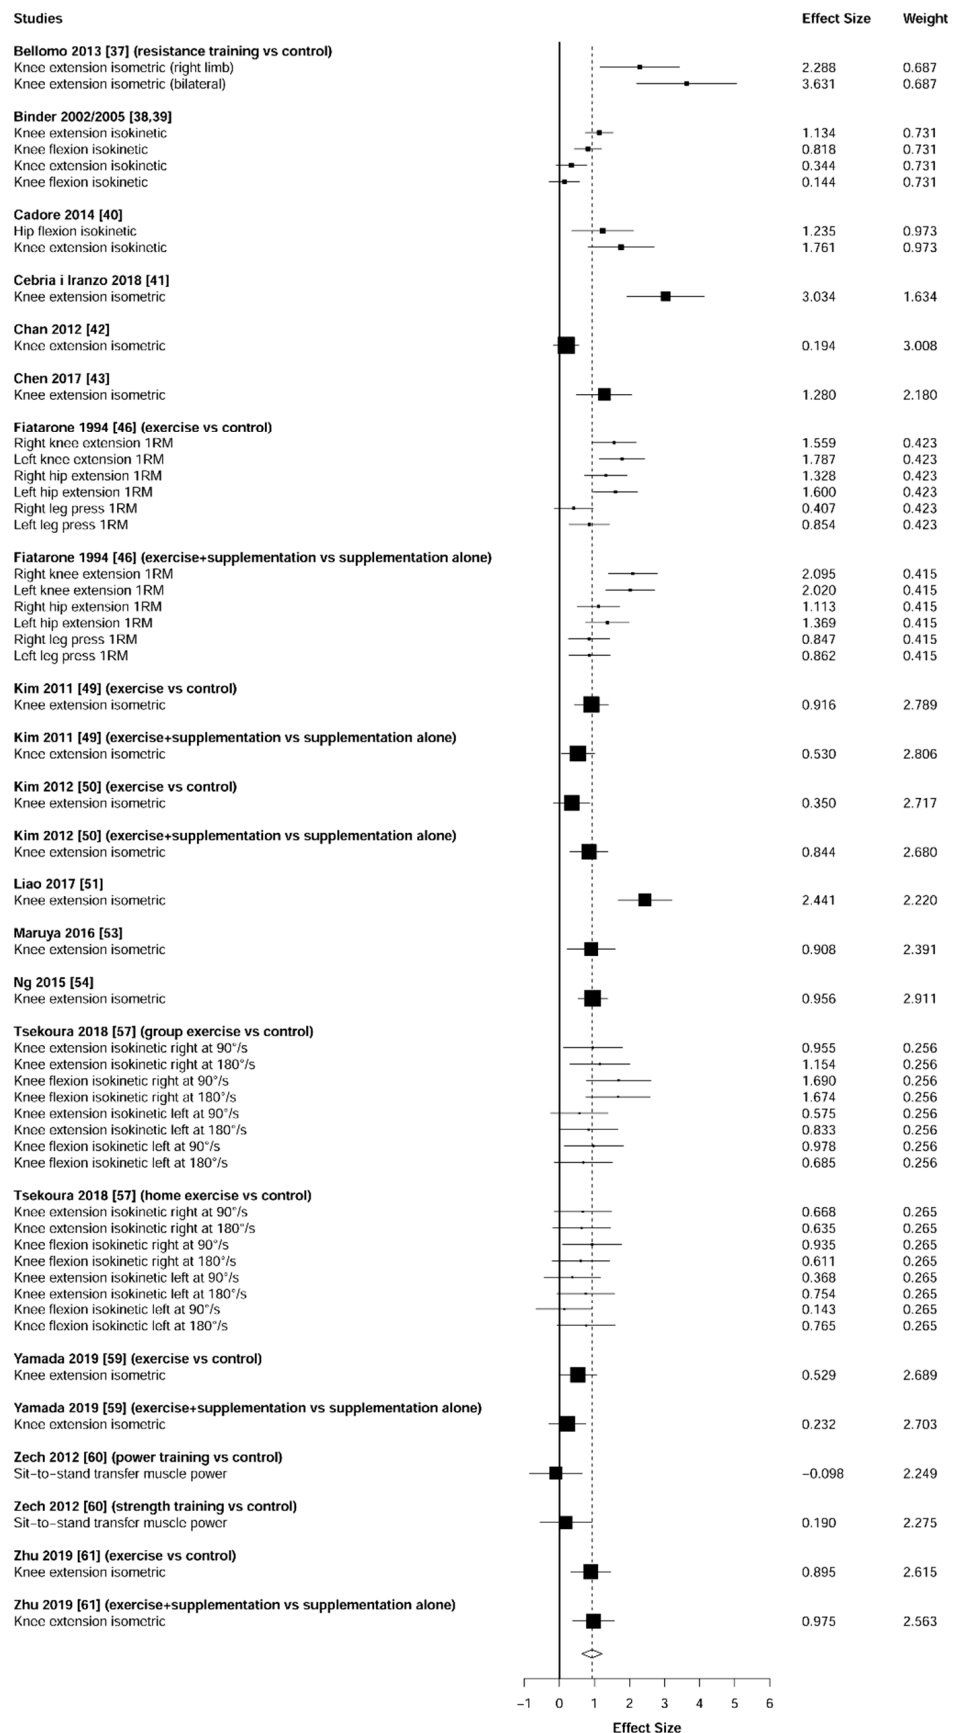 Studies Effect Size Weight
Bellomo 2013 [37] (resistance training vs control)
Knee extension isometric (right limb) 2.288 0.687
Knee extension isometric (bilateral) 3.631 0.687
Binder 2002/2005 [38,39]
Knee extension isokinetic 1.134 0.731
Knee flexion isokinetic 0.818 0.731
Knee extension isokinetic 0.344 0.731
Knee flexion isokinetic 0.144 0.731
Cadore 2014 [40]
Hip flexion isokinetic 1.235 0.973
Knee extension isokinetic 1.761 0.973
Cebria i Iranzo 2018 [41]
Knee extension isometric 3.034 1.634
Chan 2012 [42]
Knee extension isometric 0.194 3.008
Chen 2017 [43]
Knee extension isometric 1.280 2.180
Fiatarone 1994 [46] (exercise vs control)
Right knee extension 1RM 1.559 0.423
Left knee extension 1RM 1.787 0.423
Right hip extension 1RM 1.328 0.423
Left hip extension 1RM 1.600 0.423
Right leg press 1RM 0.407 0.423
Left leg press 1RM 0.854 0.423
Fiatarone 1994 [46] (exercise+supplementation vs supplementation alone)
Right knee extension 1RM 2.095 0.415
Left knee extension 1RM 2.020 0.415
Right hip extension 1RM 1.113 0.415
Left hip extension 1RM 1.369 0.415
Right leg press 1RM 0.847 0.415
Left leg press 1RM 0.862 0.415
Kim 2011 [49] (exercise vs control)
Knee extension isometric 0.916 2.789
Kim 2011 [49] (exercise+supplementation vs supplementation alone)
Knee extension isometric 0.530 2.806
Kim 2012 [50] (exercise vs control)
Knee extension isometric 0.350 2.717
Kim 2012 [50] (exercise+supplementation vs supplementation alone)
Knee extension isometric 0.844 2.680
Liao 2017 [51]
Knee extension isometric 2.441 2.220
Maruya 2016 [53]
Knee extension isometric 0.908 2.391
Ng 2015 [54]
Knee extension isometric 0.956 2.911
Tsekoura 2018 [57] (group exercise vs control)
Knee extension isokinetic right at 90°/s 0.955 0.256
Knee extension isokinetic right at 180°/s 1.154 0.256
Knee flexion isokinetic right at 90°/s 1.690 0.256
Knee flexion isokinetic right at 180°/s 1.674 0.256
Knee extension isokinetic left at 90°/s 0.575 0.256
Knee extension isokinetic left at 180°/s 0.833 0.256
Knee flexion isokinetic left at 90°/s 0.978 0.256
Knee flexion isokinetic left at 180°/s 0.685 0.256
Tsekoura 2018 [57] (home exercise vs control)
Knee extension isokinetic right at 90°/s 0.668 0.265
Knee extension isokinetic right at 180°/s 0.635 0.265
Knee flexion isokinetic right at 90°/s 0.935 0.265
Knee flexion isokinetic right at 180°/s 0.611 0.265
Knee extension isokinetic left at 90°/s 0.368 0.265
Knee extension isokinetic left at 180°/s 0.754 0.265
Knee flexion isokinetic left at 90°/s 0.143 0.265
Knee flexion isokinetic left at 180°/s 0.765 0.265
Yamada 2019 [59] (exercise vs control)
Knee extension isometric 0.529 2.689
Yamada 2019 [59] (exercise+supplementation vs supplementation alone)
Knee extension isometric 0.232 2.703
Zech 2012 [60] (power training vs control)
Sit−to−stand transfer muscle power −0.098 2.249
Zech 2012 [60] (strength training vs control)
Sit−to−stand transfer muscle power 0.190 2.275
Zhu 2019 [61] (exercise vs control)
Knee extension isometric 0.895 2.615
Zhu 2019 [61] (exercise+supplementation vs supplementation alone)
Knee extension isometric 0.975 2.563
−1 0 1 2 3 4 5 6
Effect Size